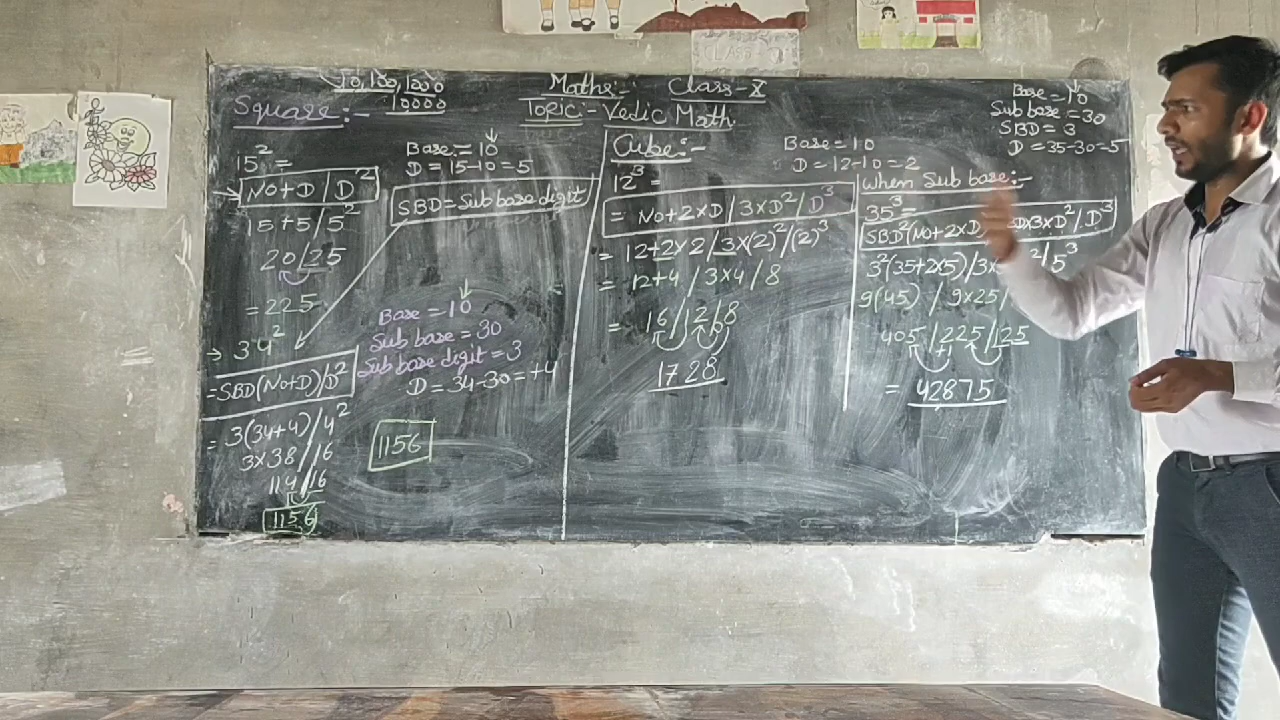 10,100,1000
10000
Maths:- Class-X
Topic:- Vedic Math
Square:-
15² =
NO+D/D²
15+5/5²
20/25
=225
Base = 10
D = 15-10=5
SBD=Sub base digit
→ 34²
=SBD(NO+D)/D²
= 3(34+4)/4²
3×38/16
114/16
1156
Base = 10
Sub base = 30
Sub base digit = 3
D = 34-30=+4
1156
Cube:-
12³ =
Base=10
D = 12-10=2
= NO+2×D/3×D²/D³
= 12+2×2/3×(2)²/(2)³
= 12+4/3×4/8
= 16/12/8
1728
Base = 10
Sub base = 30
SBD = 3
D = 35-30=5
When Sub base:-
35³=
SBD²(NO+2×D D×3×D²/D³
3²(35+2×5)/3× ²/5³
9(45) / 9×25/
405/225/125
+1
= 42875